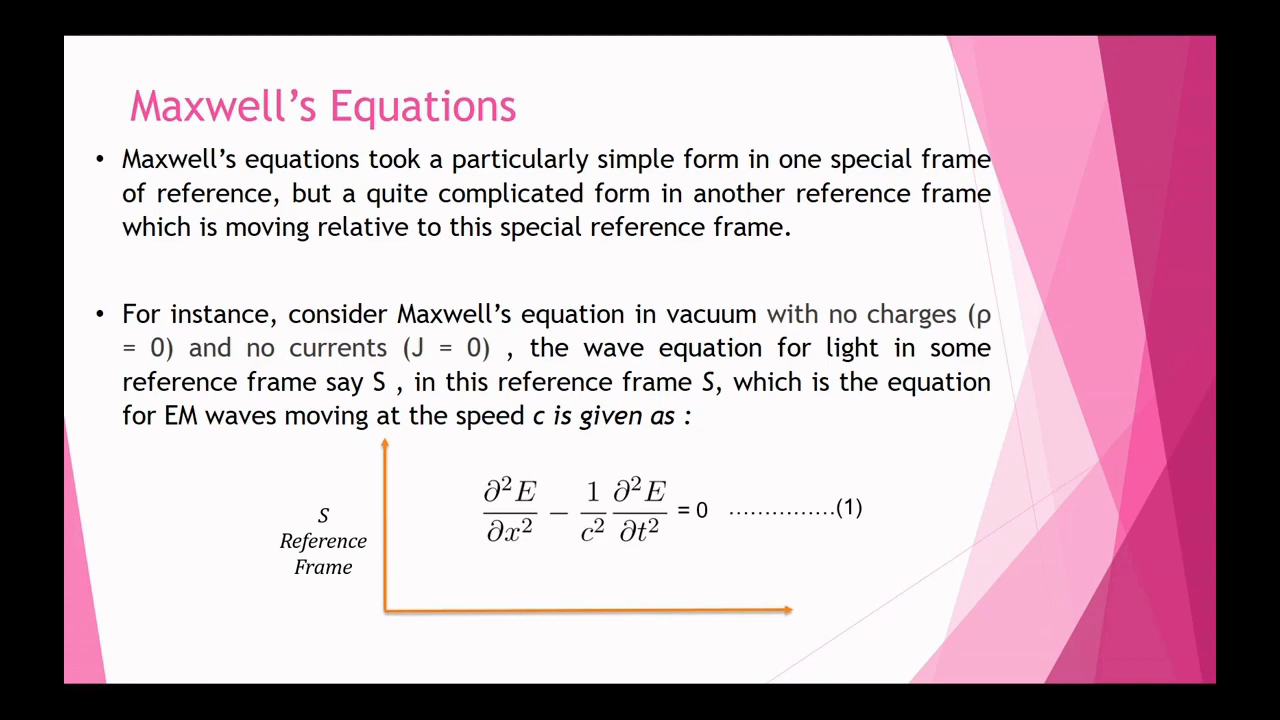 Maxwell’s Equations
• Maxwell’s equations took a particularly simple form in one special frame
of reference, but a quite complicated form in another reference frame
which is moving relative to this special reference frame.
• For instance, consider Maxwell’s equation in vacuum with no charges (ρ
= 0) and no currents (J = 0) , the wave equation for light in some
reference frame say S , in this reference frame S, which is the equation
for EM waves moving at the speed c is given as :
S
Reference
Frame
∂²E/∂x² − 1/c² ∂²E/∂t² = 0 ……………(1)